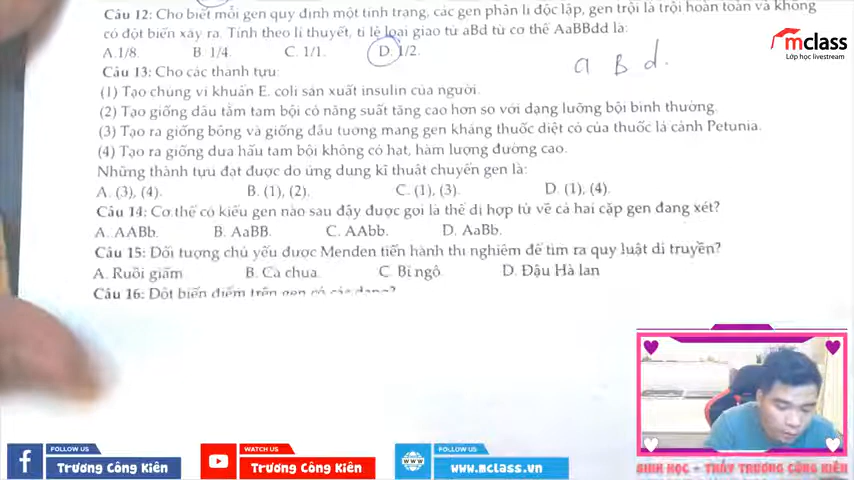 Câu 12: Cho biết mỗi gen quy định một tính trạng, các gen phân li độc lập, gen trội là trội hoàn toàn và không
có đột biến xảy ra. Tính theo lí thuyết, tỉ lệ loại giao tử aBd từ cơ thể AaBBdd là:
A.1/8. B. 1/4. C. 1/1. D. 1/2.
a B d.
Câu 13: Cho các thành tựu:
(1) Tạo chủng vi khuẩn E. coli sản xuất insulin của người.
(2) Tạo giống dâu tằm tam bội có năng suất tăng cao hơn so với dạng lưỡng bội bình thường.
(3) Tạo ra giống bông và giống đậu tương mang gen kháng thuốc diệt cỏ của thuốc lá cảnh Petunia.
(4) Tạo ra giống dưa hấu tam bội không có hạt, hàm lượng đường cao.
Những thành tựu đạt được do ứng dụng kĩ thuật chuyển gen là:
A. (3), (4). B. (1), (2). C. (1), (3). D. (1), (4).
Câu 14: Cơ thể có kiểu gen nào sau đây được gọi là thể dị hợp tử về cả hai cặp gen đang xét?
A. AABb. B. AaBB. C. AAbb. D. AaBb.
Câu 15: Đối tượng chủ yếu được Menden tiến hành thí nghiệm để tìm ra quy luật di truyền?
A. Ruồi giấm B. Cà chua. C. Bí ngô. D. Đậu Hà lan
Câu 16: Đột biến điểm trên gen có các dạng?
mclass
Lớp học livestream
FOLLOW US
Trương Công Kiên
WATCH US
Trương Công Kiên
FOLLOW US
www.mclass.vn
SINH HỌC - THẦY TRƯƠNG CÔNG KIÊN